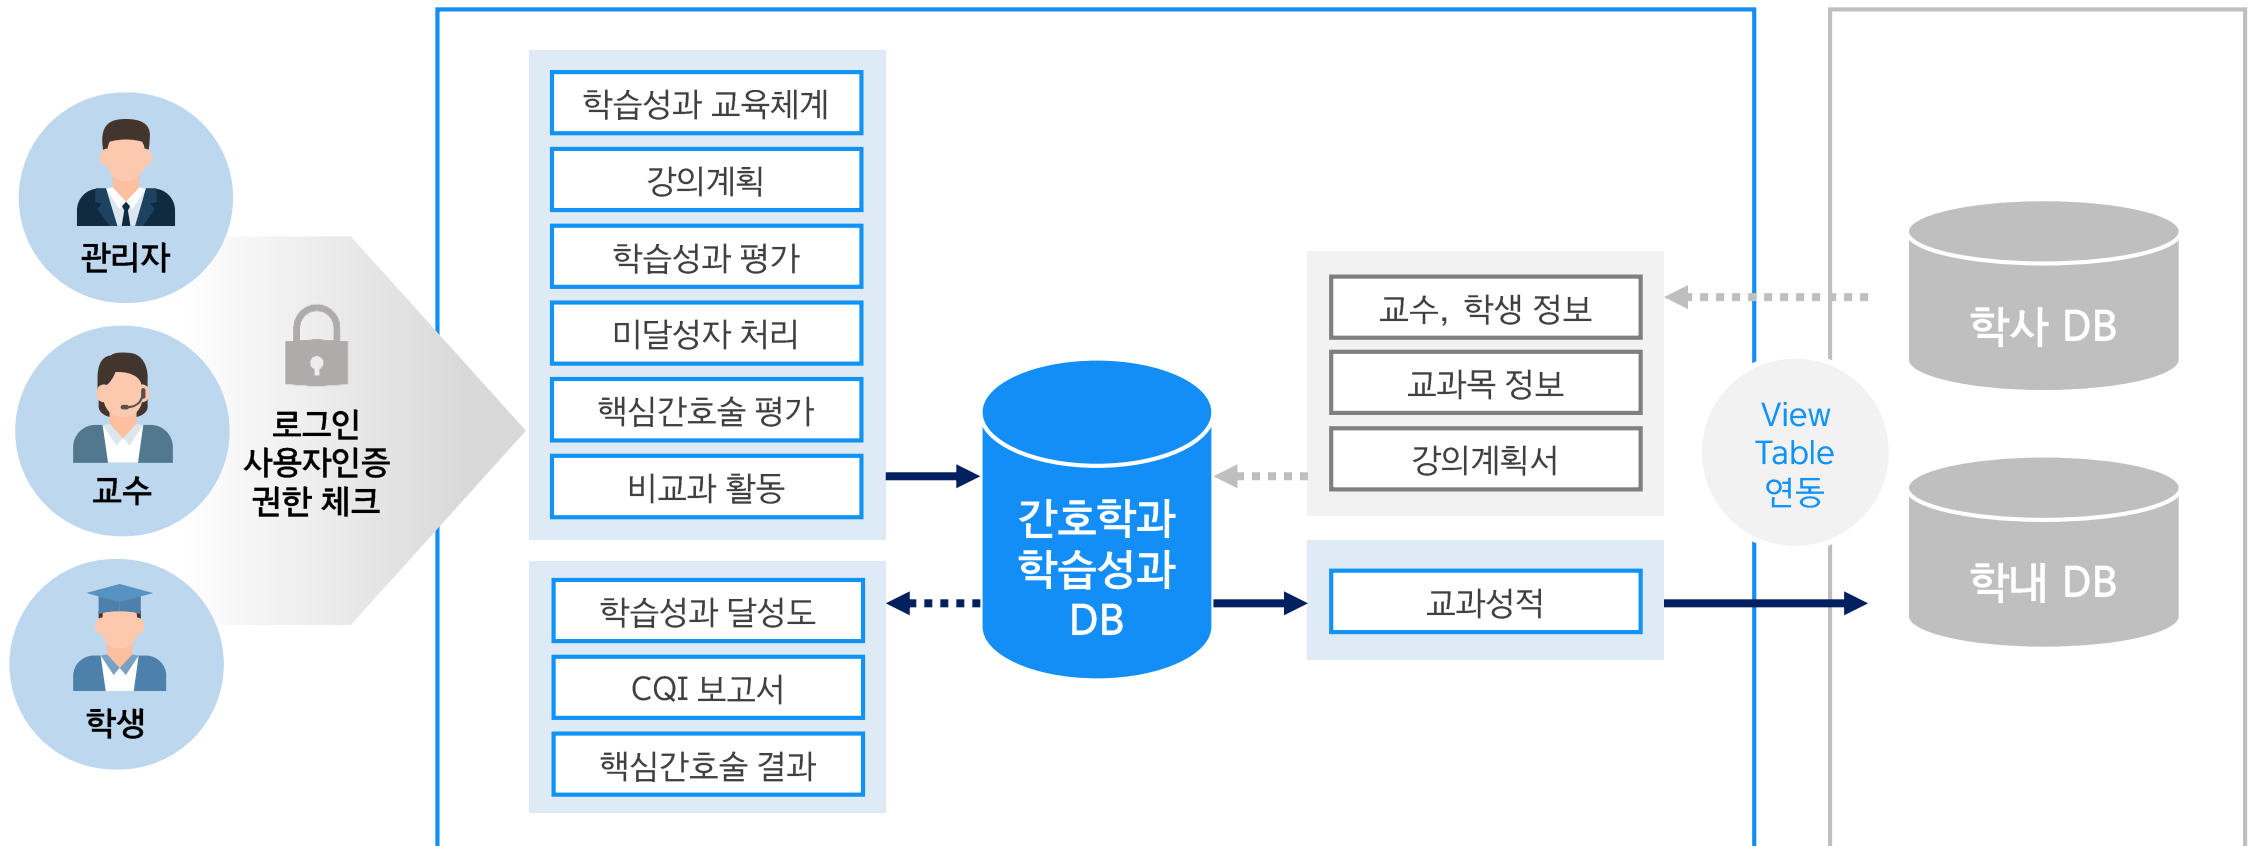 관리자
교수
학생
로그인
사용자인증
권한 체크
학습성과 교육체계
강의계획
학습성과 평가
미달성자 처리
핵심간호술 평가
비교과 활동
학습성과 달성도
CQI 보고서
핵심간호술 결과
간호학과
학습성과
DB
교수, 학생 정보
교과목 정보
강의계획서
교과성적
View
Table
연동
학사 DB
학내 DB